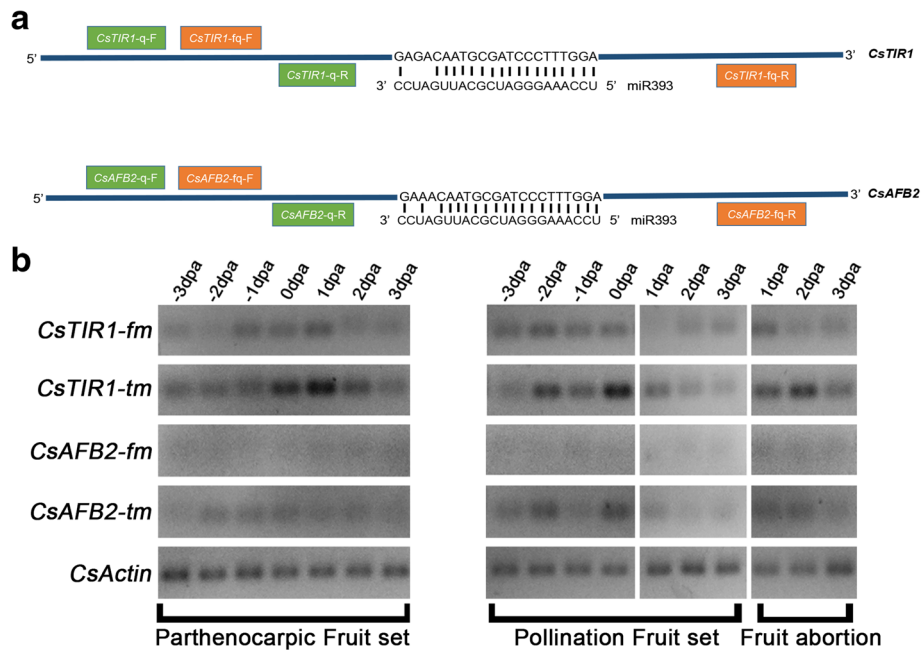 a
CsTIR1-q-F CsTIR1-fq-F
5’ GAGACAATGCGATCCCTTTGGA 3’ CsTIR1
CsTIR1-q-R CsTIR1-fq-R
3’ CCUAGUUACGCUAGGGAAACCU 5’ miR393
CsAFB2-q-F CsAFB2-fq-F
5’ GAAACAATGCGATCCCTTTGGA 3’ CsAFB2
CsAFB2-q-R CsAFB2-fq-R
3’ CCUAGUUACGCUAGGGAAACCU 5’ miR393
b
-3dpa -2dpa -1dpa 0dpa 1dpa 2dpa 3dpa -3dpa -2dpa -1dpa 0dpa 1dpa 2dpa 3dpa 1dpa 2dpa 3dpa
CsTIR1-fm
CsTIR1-tm
CsAFB2-fm
CsAFB2-tm
CsActin
Parthenocarpic Fruit set Pollination Fruit set Fruit abortion